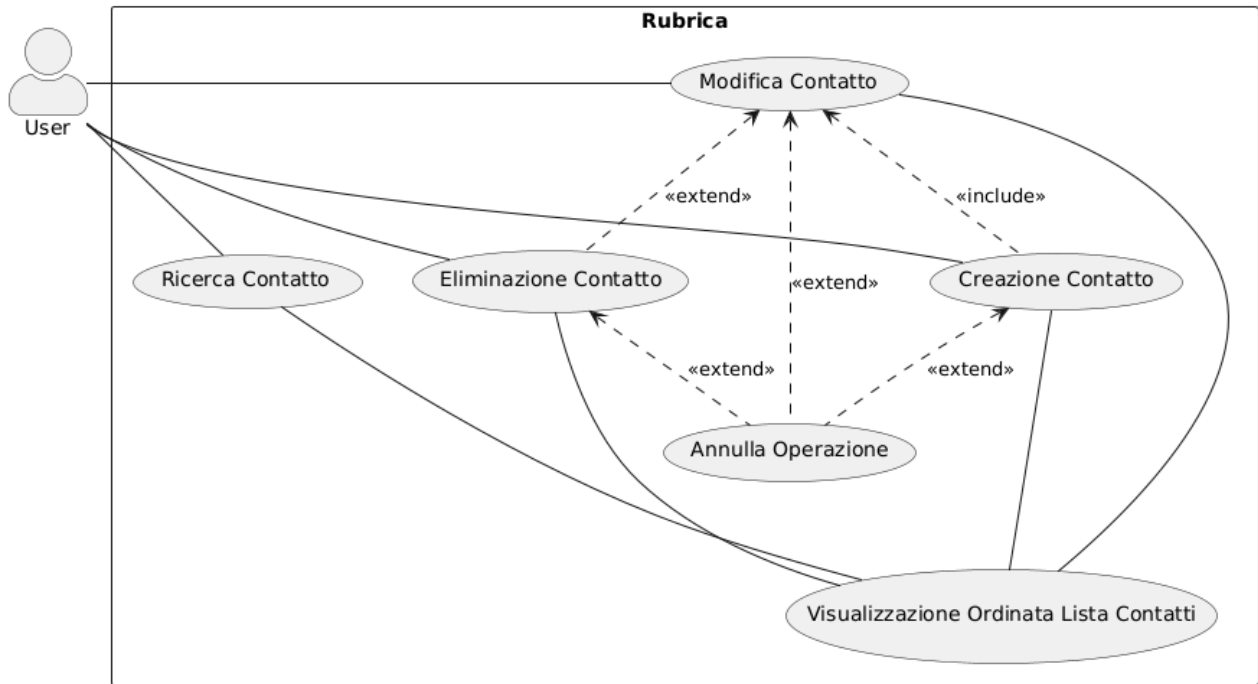 Rubrica
Modifica Contatto
User
«extend»
«include»
Ricerca Contatto
Eliminazione Contatto
«extend»
Creazione Contatto
«extend»
«extend»
Annulla Operazione
Visualizzazione Ordinata Lista Contatti